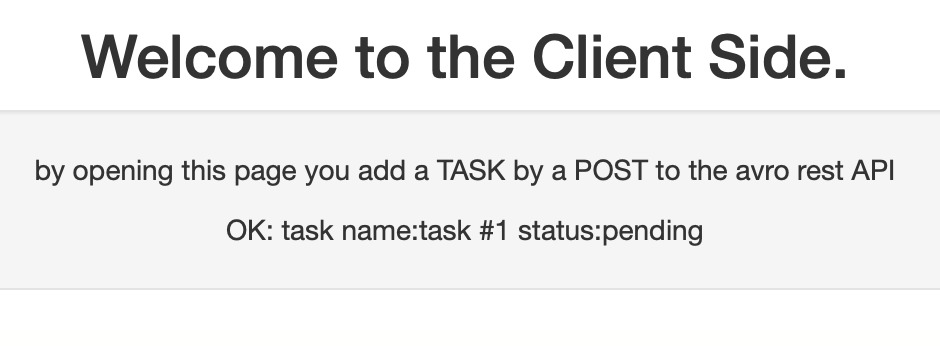 Welcome to the Client Side.
by opening this page you add a TASK by a POST to the avro rest API
OK: task name:task #1 status:pending